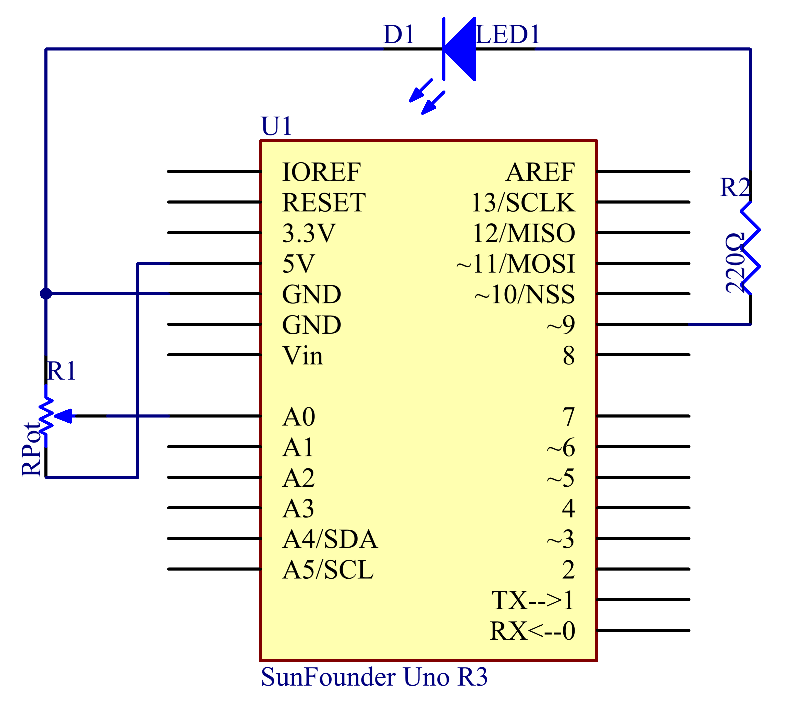 D1
LED1
U1
IOREF
AREF
RESET
13/SCLK
3.3V
12/MISO
5V
~11/MOSI
GND
~10/NSS
GND
~9
Vin
8
A0
7
A1
~6
A2
~5
A3
4
A4/SDA
~3
A5/SCL
2
TX-->1
RX<--0
SunFounder Uno R3
R1
RPot
R2
220Ω